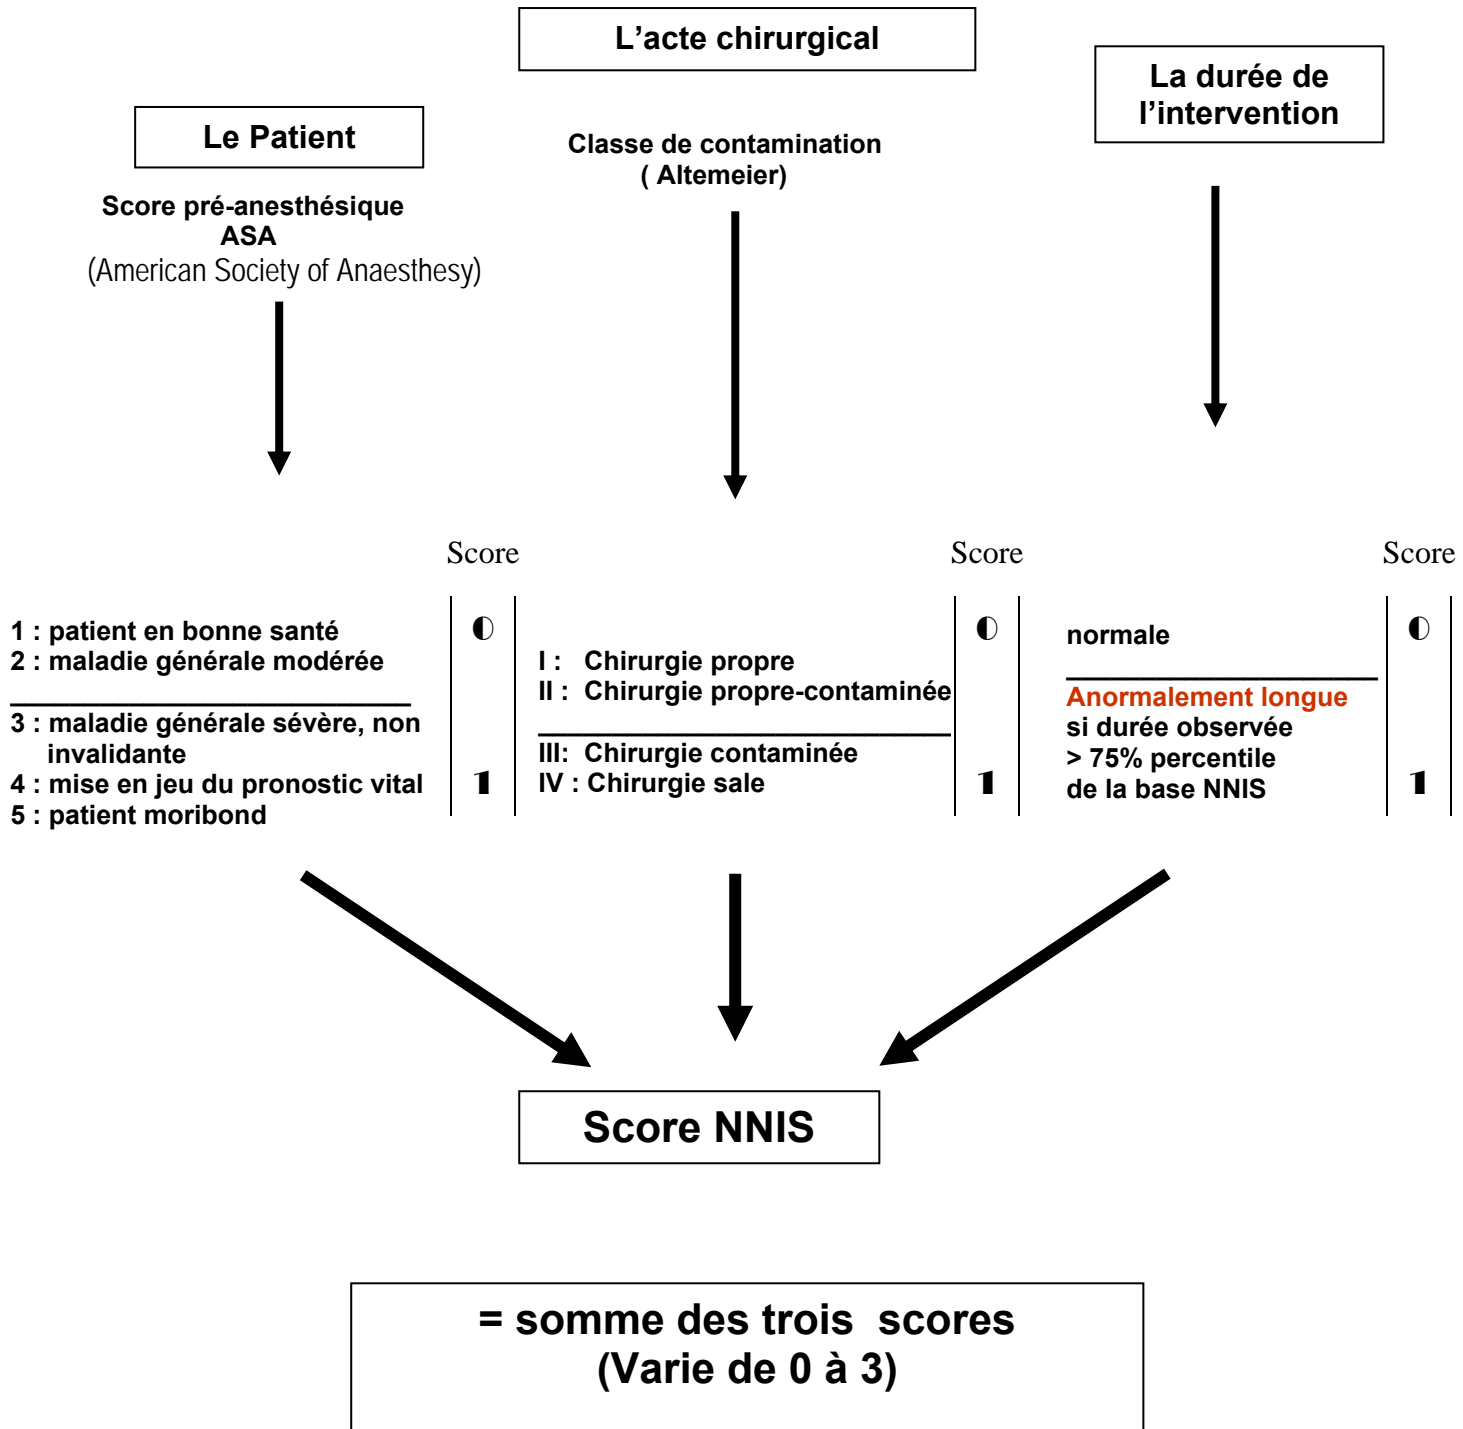 L’acte chirurgical
La durée de
l’intervention
Le Patient
Classe de contamination
( Altemeier)
Score pré-anesthésique
ASA
(American Society of Anaesthesy)
Score
1 : patient en bonne santé
2 : maladie générale modérée
0
3 : maladie générale sévère, non
invalidante
4 : mise en jeu du pronostic vital
5 : patient moribond
1
Score
I : Chirurgie propre
II : Chirurgie propre-contaminée
0
III: Chirurgie contaminée
IV : Chirurgie sale
1
Score
normale
0
Anormalement longue
si durée observée
> 75% percentile
de la base NNIS
1
Score NNIS
= somme des trois scores
(Varie de 0 à 3)